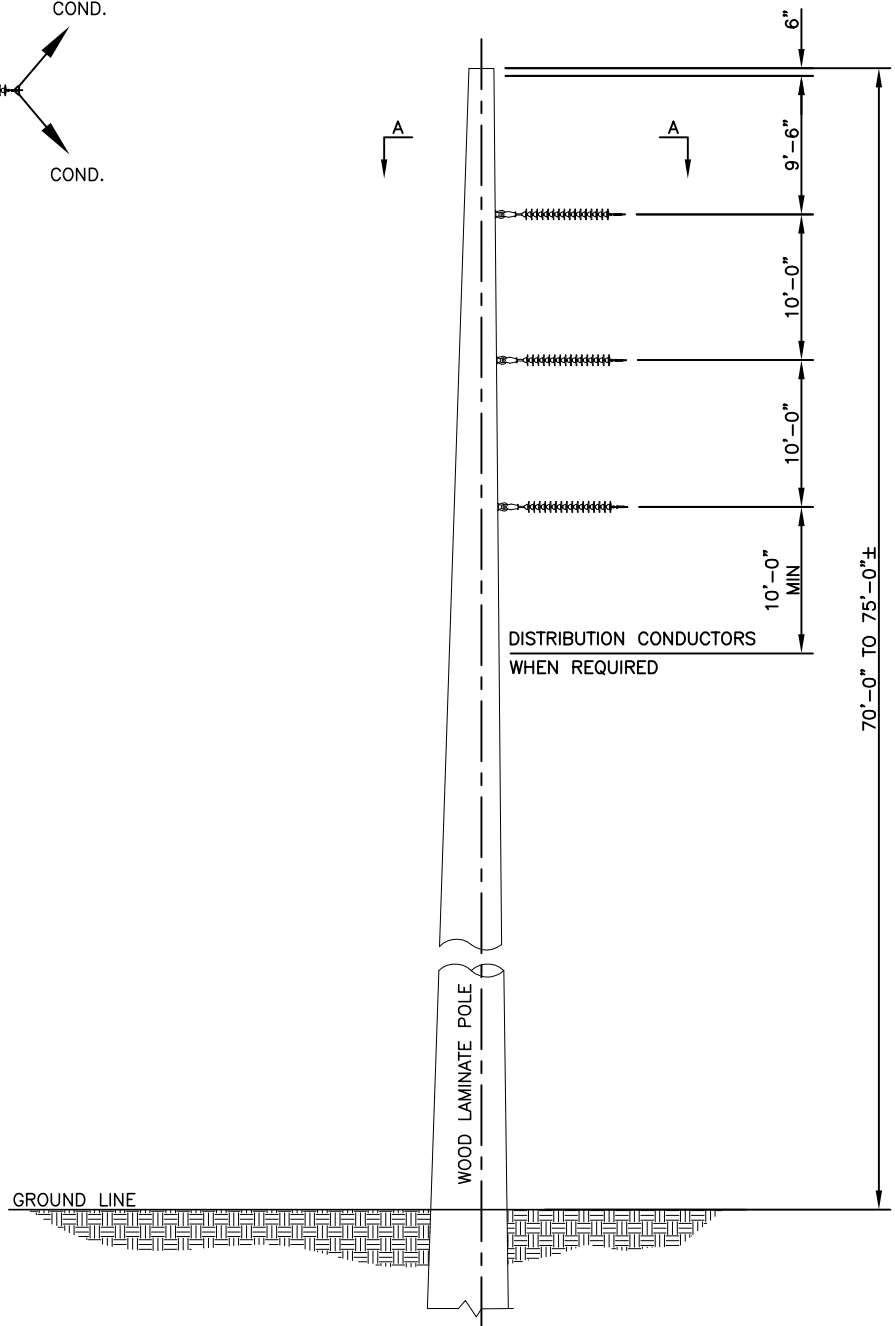 COND.
COND.
6"
A
A
9'-6"
10'-0"
10'-0"
10'-0"
MIN
DISTRIBUTION CONDUCTORS
WHEN REQUIRED
70'-0" TO 75'-0"±
WOOD LAMINATE POLE
GROUND LINE